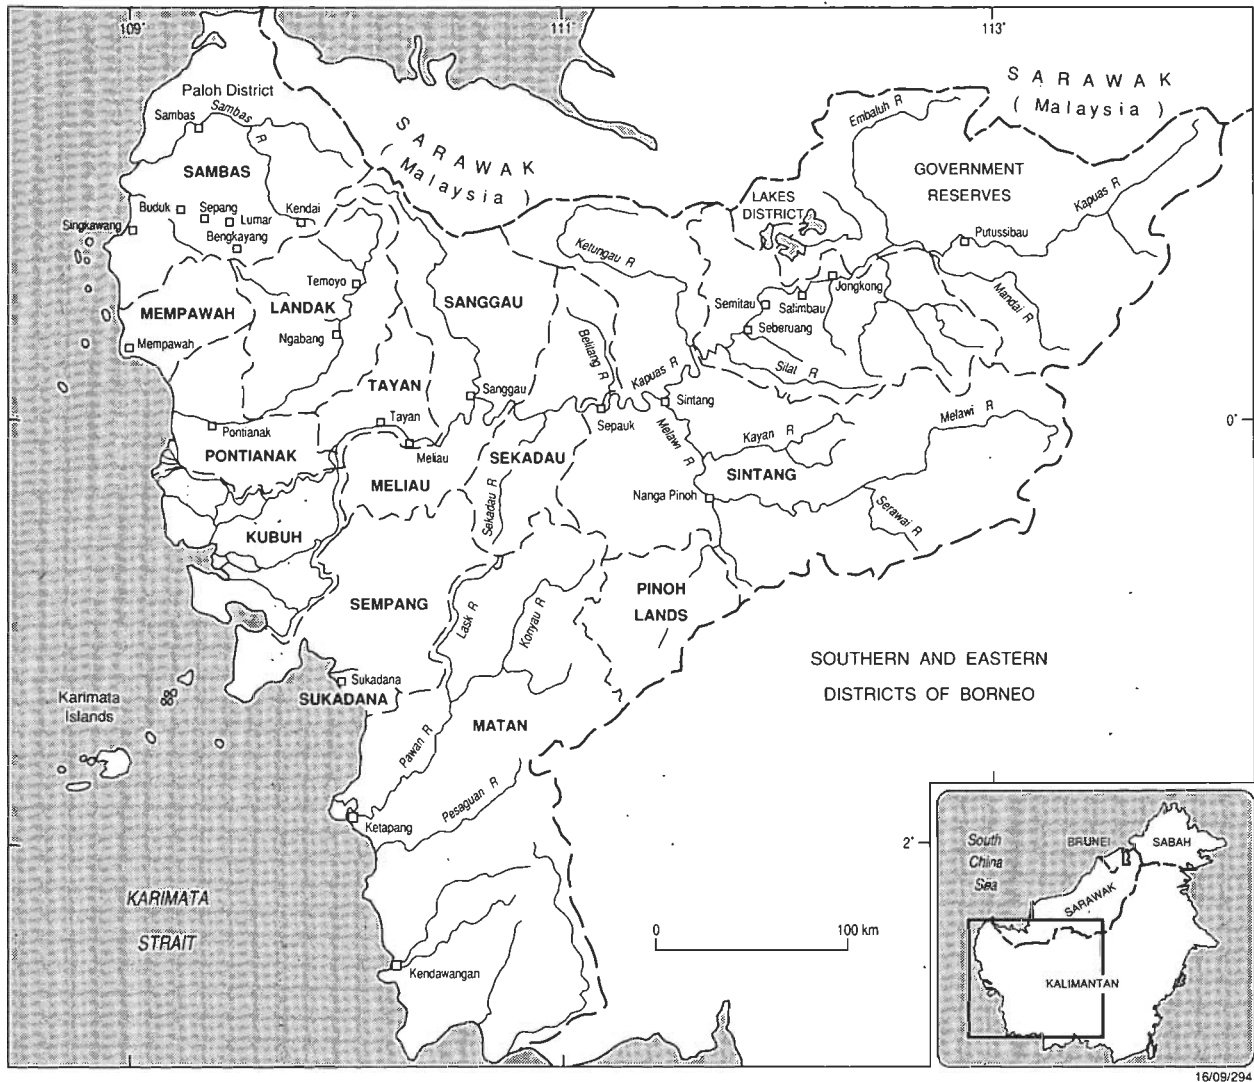 109°
111°
113°
SARAWAK
( Malaysia )
SARAWAK
( Malaysia )
Paloh District
Sambas
Sambas R
SAMBAS
Buduk
Sepang
Lumar
Kendai
Bengkayang
Singkawang
Embaluh R
GOVERNMENT
RESERVES
Kapuas R
LAKES
DISTRICT
Putussibau
Ketungau R
Temoyo
MEMPAWAH
LANDAK
SANGGAU
Semitau
Salimbau
Jongkong
Mandai R
Mempawah
Ngabang
Seberuang
Belitang R
Silat R
Kapuas R
TAYAN
Sanggau
Sintang
Sepauk
Tayan
Pontianak
Melawi R
Melawi R
Kayan R
0°
PONTIANAK
Meliau
SEKADAU
MELIAU
SINTANG
Sekadau R
Nanga Pinoh
Serawai R
KUBUH
SEMPANG
PINOH
LANDS
Lask R
Konyau R
SOUTHERN AND EASTERN
DISTRICTS OF BORNEO
Sukadana
SUKADANA
Karimata
Islands
MATAN
Pawan R
Pesaguan R
Ketapang
2°
South
China
Sea
BRUNEI
SABAH
SARAWAK
KALIMANTAN
KARIMATA
STRAIT
0
100 km
Kendawangan
16/09/294